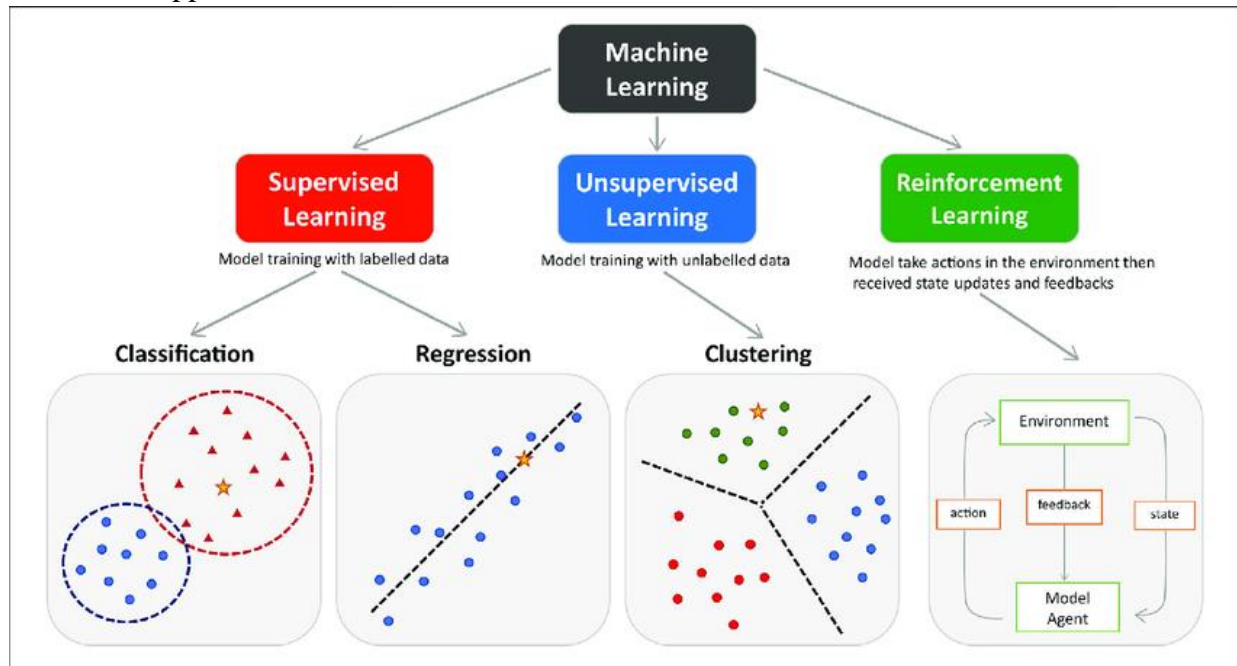 Machine
Learning
Supervised
Learning
Unsupervised
Learning
Reinforcement
Learning
Model training with labelled data
Model training with unlabelled data
Model take actions in the environment then
received state updates and feedbacks
Classification
Regression
Clustering
Environment
action
feedback
state
Model
Agent